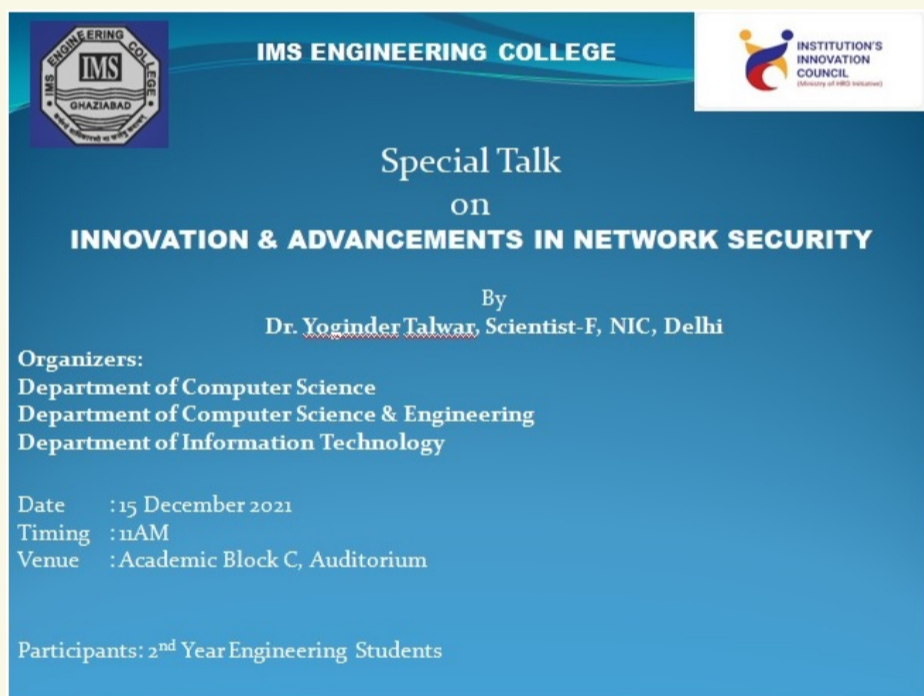 IMS ENGINEERING COLLEGE
IMS ENGINEERING COLLEGE
IMS
GHAZIABAD
INSTITUTION'S
INNOVATION
COUNCIL
(Ministry of HRD Initiative)
Special Talk
on
INNOVATION & ADVANCEMENTS IN NETWORK SECURITY
By
Dr. Yoginder Talwar, Scientist-F, NIC, Delhi
Organizers:
Department of Computer Science
Department of Computer Science & Engineering
Department of Information Technology
Date : 15 December 2021
Timing : 11AM
Venue : Academic Block C, Auditorium
Participants: 2nd Year Engineering Students